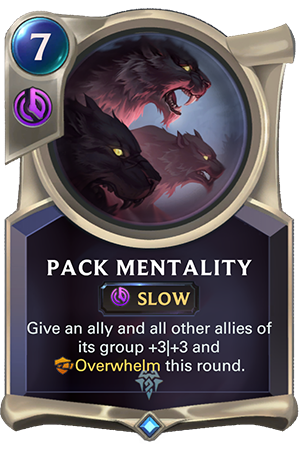 7
PACK MENTALITY
SLOW
Give an ally and all other allies of
its group +3|+3 and
Overwhelm this round.